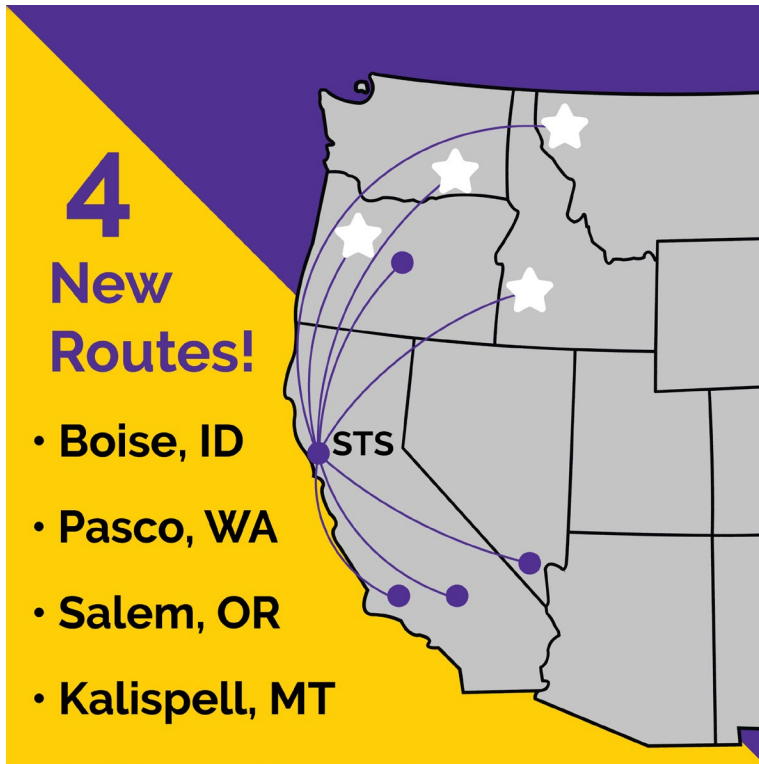 4
New
Routes!
• Boise, ID
• Pasco, WA
• Salem, OR
• Kalispell, MT
STS